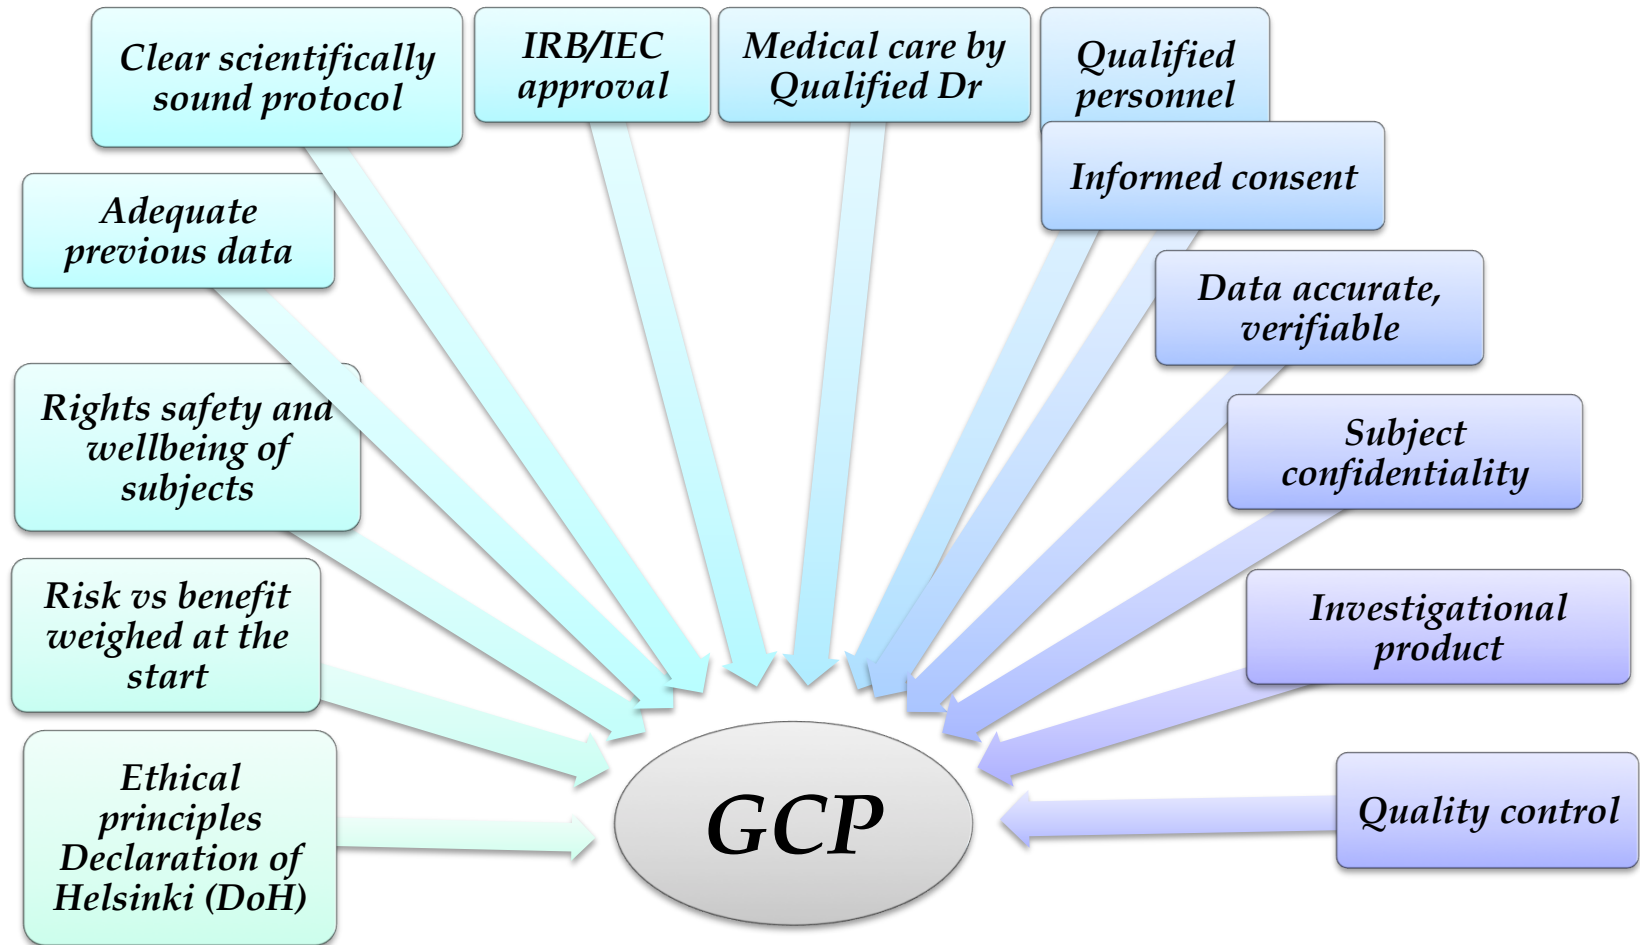 Clear scientifically
sound protocol
IRB/IEC
approval
Medical care by
Qualified Dr
Qualified
personnel
Informed consent
Adequate
previous data
Data accurate,
verifiable
Rights safety and
wellbeing of
subjects
Subject
confidentiality
Risk vs benefit
weighed at the
start
Investigational
product
Ethical
principles
Declaration of
Helsinki (DoH)
GCP
Quality control